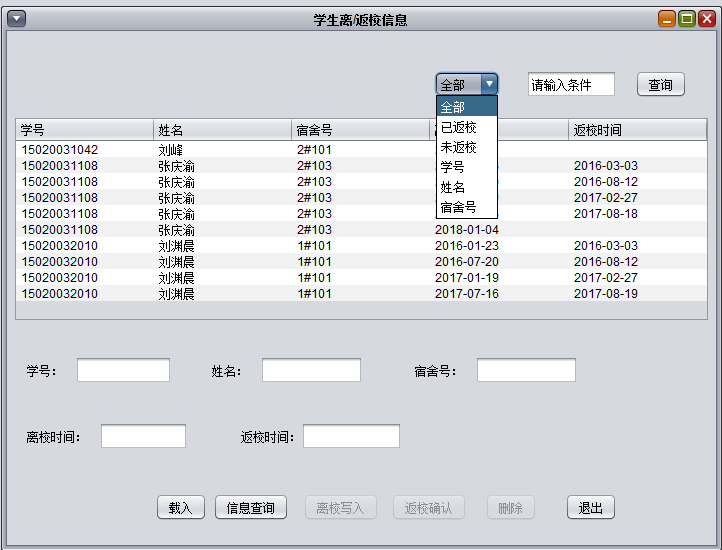 学生离/返校信息
全部 请输入条件 查询
全部
已返校
未返校
学号
姓名
宿舍号
学号 姓名 宿舍号 返校时间
15020031042 刘峰 2#101
15020031108 张庆渝 2#103 2016-03-03
15020031108 张庆渝 2#103 2016-08-12
15020031108 张庆渝 2#103 2017-02-27
15020031108 张庆渝 2#103 2017-08-18
15020031108 张庆渝 2#103 2018-01-04
15020032010 刘渊晨 1#101 2016-01-23 2016-03-03
15020032010 刘渊晨 1#101 2016-07-20 2016-08-12
15020032010 刘渊晨 1#101 2017-01-19 2017-02-27
15020032010 刘渊晨 1#101 2017-07-16 2017-08-19
学号： 姓名： 宿舍号：
离校时间： 返校时间：
载入 信息查询 离校写入 返校确认 删除 退出